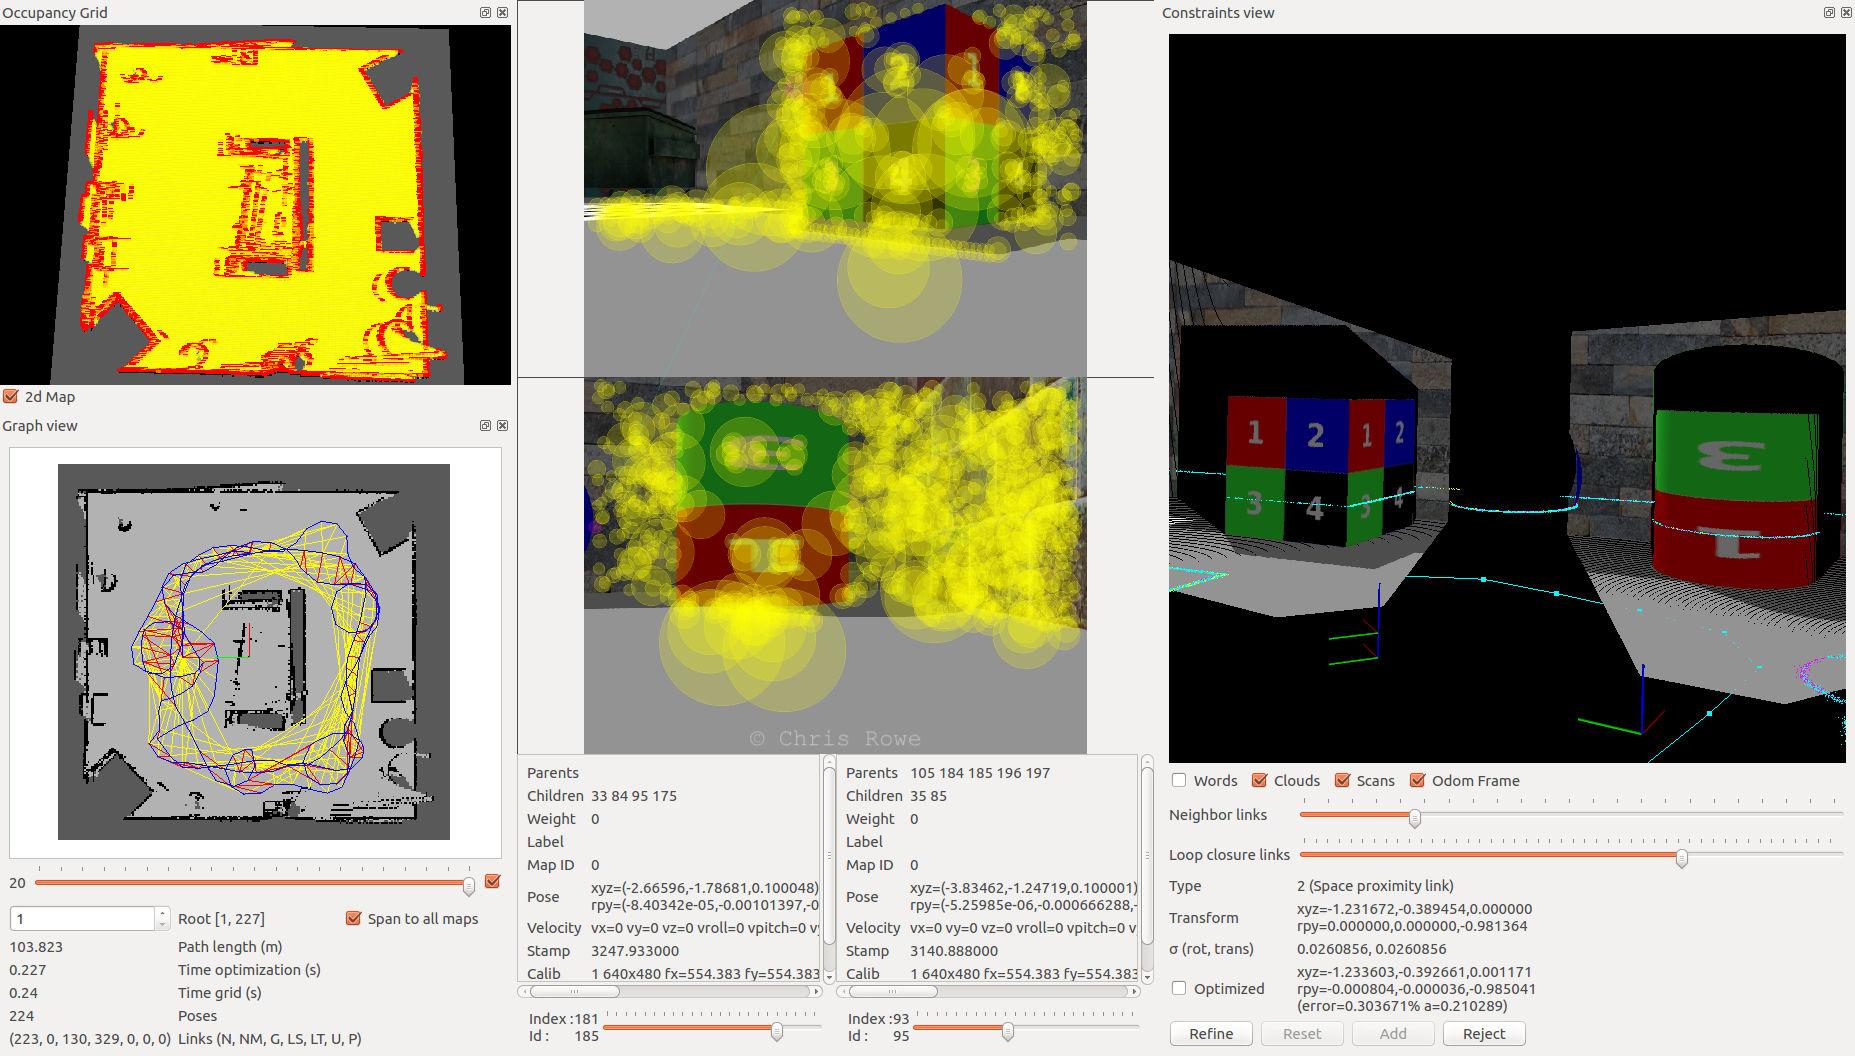 Occupancy Grid
2d Map
Graph view
20
1
Root [1, 227]
Span to all maps
103.823 Path length (m)
0.227 Time optimization (s)
0.24 Time grid (s)
224 Poses
(223, 0, 130, 329, 0, 0, 0) Links (N, NM, G, LS, LT, U, P)
2
1
© Chris Rowe
Parents
Children 33 84 95 175
Weight 0
Label
Map ID 0
Pose xyz=(-2.66596,-1.78681,0.100048)
rpy=(-8.40342e-05,-0.00101397,-0
Velocity vx=0 vy=0 vz=0 vroll=0 vpitch=0 vy
Stamp 3247.933000
Calib 1 640x480 fx=554.383 fy=554.383
Index :181
Id : 185
Parents 105 184 185 196 197
Children 35 85
Weight 0
Label
Map ID 0
Pose xyz=(-3.83462,-1.24719,0.100001)
rpy=(-5.25985e-06,-0.000666288,-
Velocity vx=0 vy=0 vz=0 vroll=0 vpitch=0 v
Stamp 3140.888000
Calib 1 640x480 fx=554.383 fy=554.383
Index :93
Id : 95
Constraints view
1 2 1 2
3 4 3 4
3
1
Words Clouds Scans Odom Frame
Neighbor links
Loop closure links
Type 2 (Space proximity link)
Transform xyz=-1.231672,-0.389454,0.000000
rpy=0.000000,0.000000,-0.981364
σ (rot, trans) 0.0260856, 0.0260856
Optimized xyz=-1.233603,-0.392661,0.001171
rpy=-0.000804,-0.000036,-0.985041
(error=0.303671% a=0.210289)
Refine Reset Add Reject